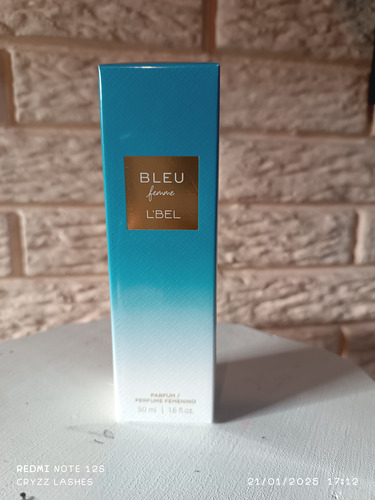 BLEU
femme
L'BEL
PARFUM /
PERFUME FEMENINO
50 ml | 1.6 fl.oz.
REDMI NOTE 12S
CRYZZ LASHES
21/01/2025 17:12